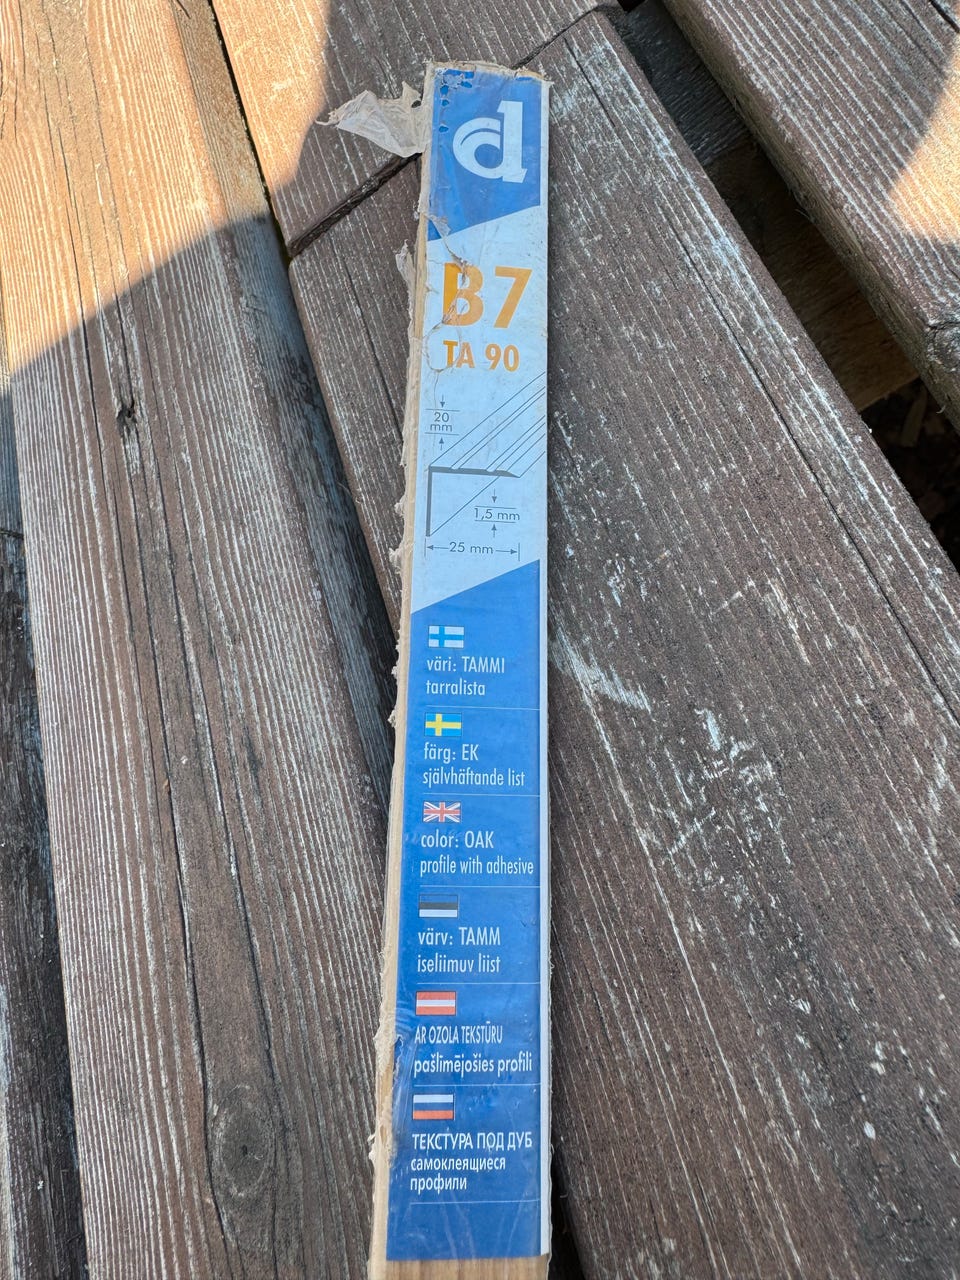 d
B7
TA 90
20
mm
1,5 mm
25 mm
väri: TAMMI
tarralista
färg: EK
självhäftande list
color: OAK
profile with adhesive
värv: TAMM
iseliimuv liist
AR OZOLA TEKSTŪRU
pašlīmējošies profili
ТЕКСТУРА ПОД ДУБ
самоклеящиеся
профили